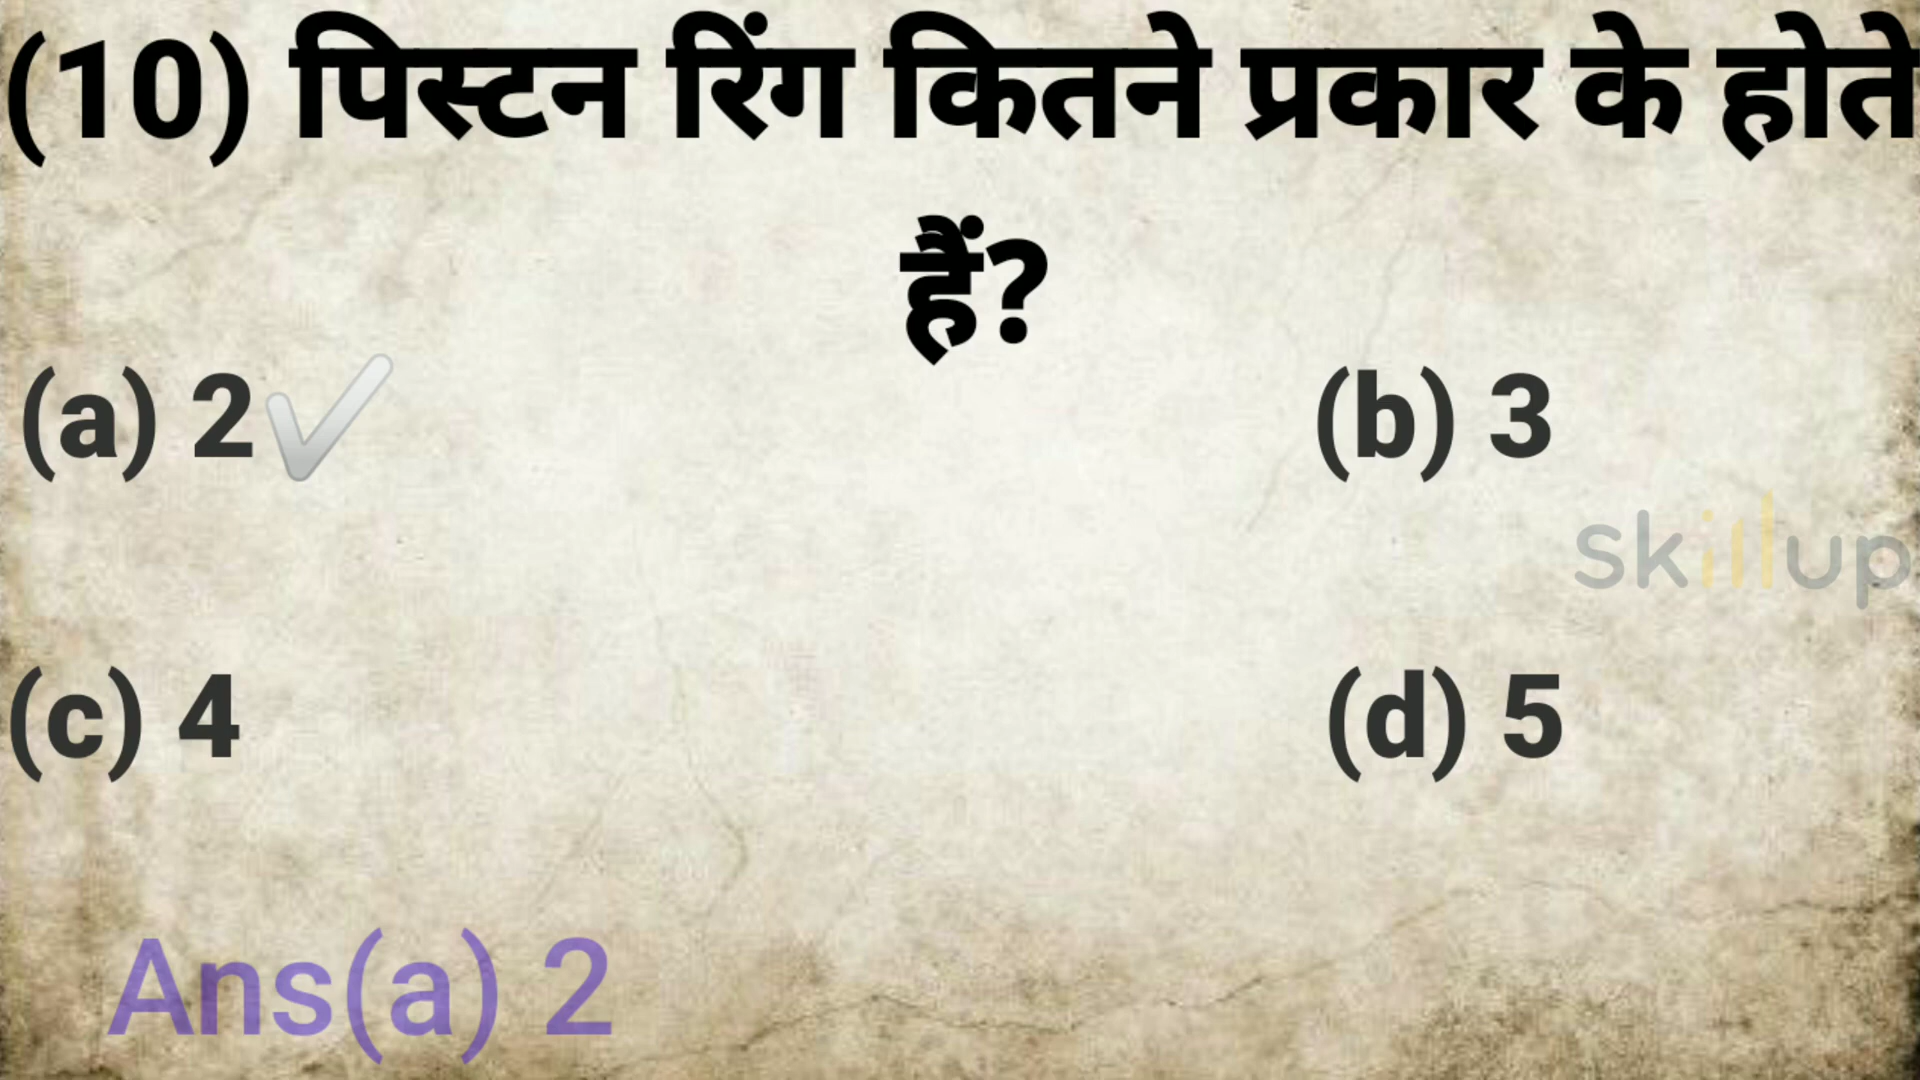 (10) पिस्टन रिंग कितने प्रकार के होते
हैं?
(a) 2✔ (b) 3
skillup
(c) 4 (d) 5
Ans(a) 2